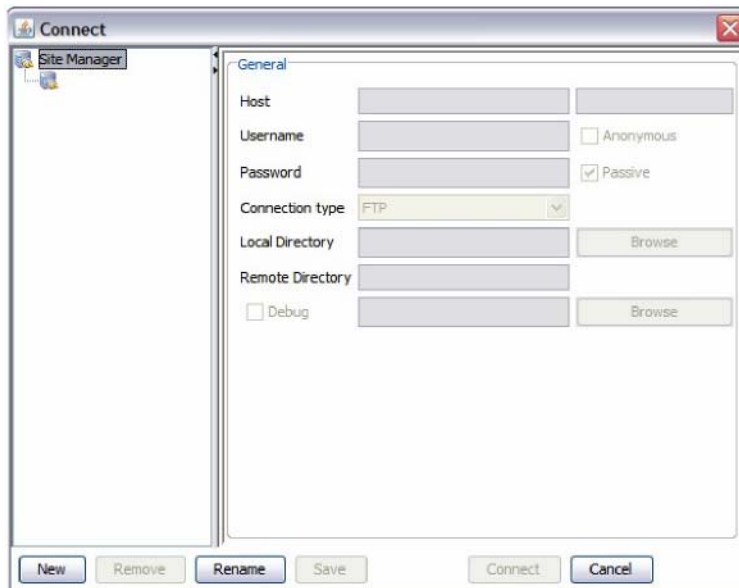 Connect
Site Manager
General
Host
Username
Anonymous
Password
Passive
Connection type FTP
Local Directory
Browse
Remote Directory
Debug
Browse
New
Remove
Rename
Save
Connect
Cancel